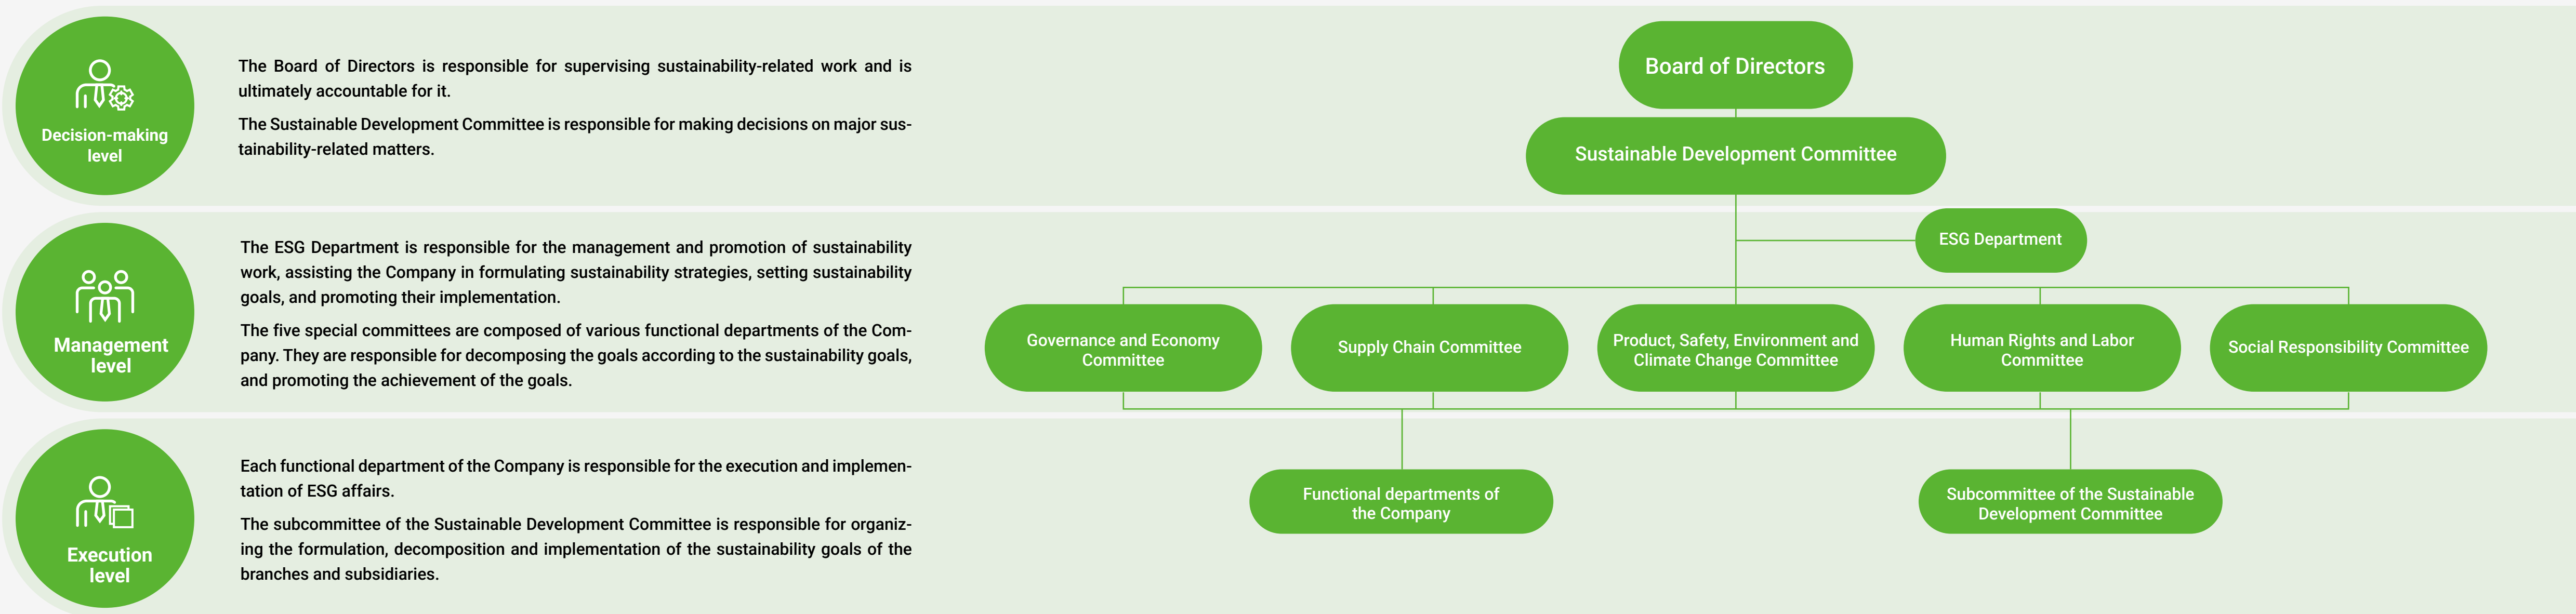 Decision-making
level
The Board of Directors is responsible for supervising sustainability-related work and is
ultimately accountable for it.
The Sustainable Development Committee is responsible for making decisions on major sus-
tainability-related matters.
Board of Directors
Sustainable Development Committee
Management
level
The ESG Department is responsible for the management and promotion of sustainability
work, assisting the Company in formulating sustainability strategies, setting sustainability
goals, and promoting their implementation.
The five special committees are composed of various functional departments of the Com-
pany. They are responsible for decomposing the goals according to the sustainability goals,
and promoting the achievement of the goals.
ESG Department
Governance and Economy
Committee
Supply Chain Committee
Product, Safety, Environment and
Climate Change Committee
Human Rights and Labor
Committee
Social Responsibility Committee
Execution
level
Each functional department of the Company is responsible for the execution and implemen-
tation of ESG affairs.
The subcommittee of the Sustainable Development Committee is responsible for organiz-
ing the formulation, decomposition and implementation of the sustainability goals of the
branches and subsidiaries.
Functional departments of
the Company
Subcommittee of the Sustainable
Development Committee